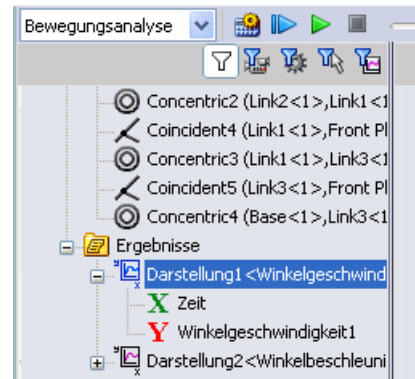 Bewegungsanalyse
Concentric2 (Link2<1>,Link1<1
Coincident4 (Link1<1>,Front Pl
Concentric3 (Link1<1>,Link3<1
Coincident5 (Link3<1>,Front Pl
Concentric4 (Base<1>,Link3<1
Ergebnisse
Darstellung1<Winkelgeschwind
X Zeit
Y Winkelgeschwindigkeit1
Darstellung2<Winkelbeschleuni